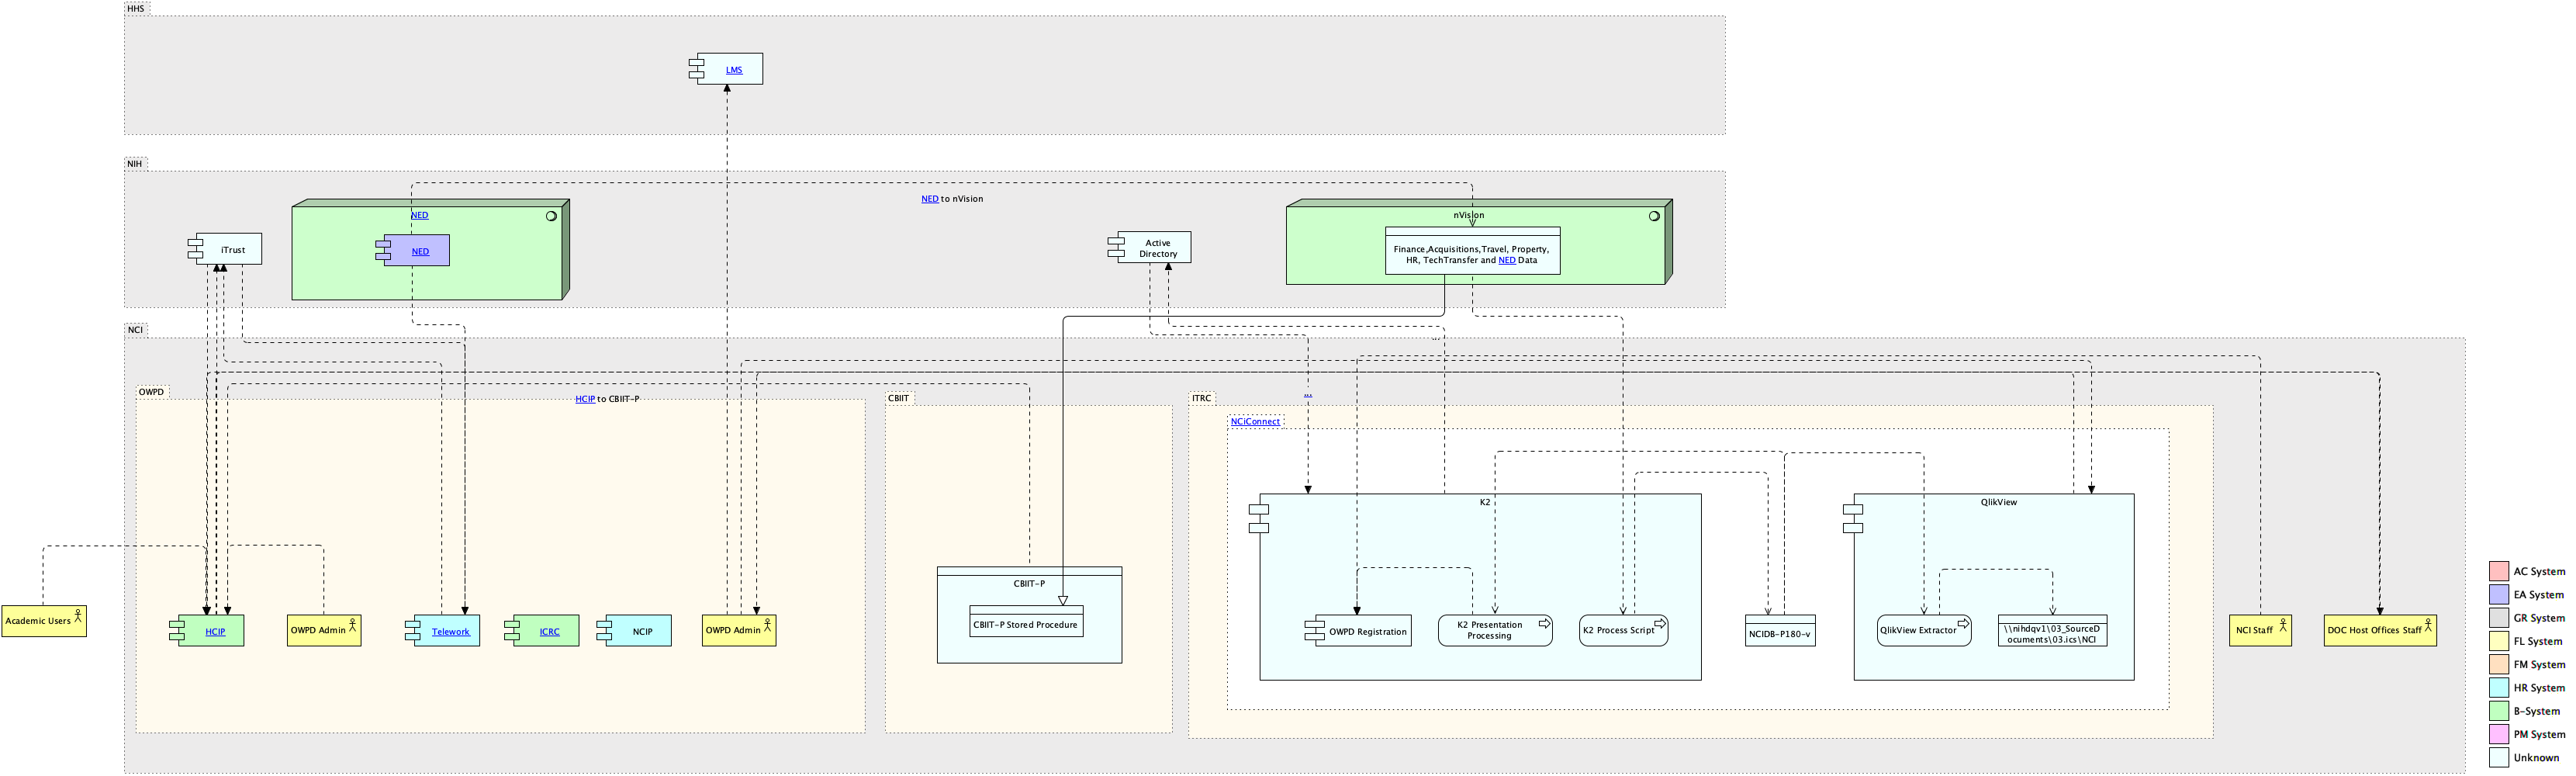 HHS
LMS
NIH
NED to nVision
NED
nVision
iTrust
NED
Active
Directory
Finance,Acquisitions,Travel, Property,
HR, TechTransfer and NED Data
NCI
...
OWPD
HCIP to CBIIT-P
CBIIT
ITRC
...
NCiConnect
K2
QlikView
CBIIT-P
Academic Users
HCIP
OWPD Admin
Telework
ICRC
NCIP
OWPD Admin
CBIIT-P Stored Procedure
OWPD Registration
K2 Presentation
Processing
K2 Process Script
NCIDB-P180-v
QlikView Extractor
\\nihdqv1\03_SourceD
ocuments\03.ics\NCI
NCI Staff
DOC Host Offices Staff
AC System
EA System
GR System
FL System
FM System
HR System
B-System
PM System
Unknown